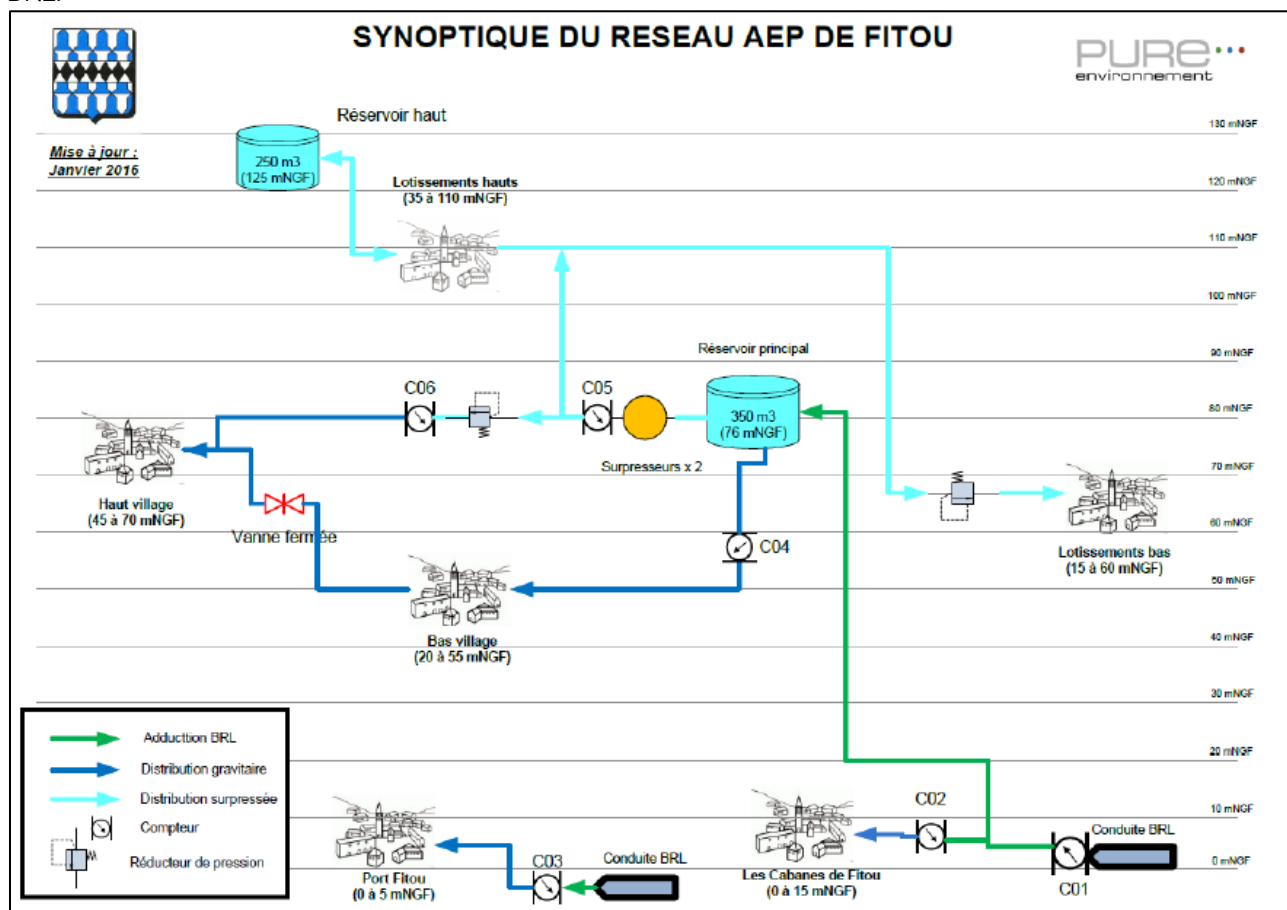 SYNOPTIQUE DU RESEAU AEP DE FITOU
PURE
environnement
Mise à jour :
Janvier 2016
Réservoir haut
250 m3
(125 mNGF)
Lotissements hauts
(35 à 110 mNGF)
130 mNGF
120 mNGF
110 mNGF
100 mNGF
90 mNGF
80 mNGF
70 mNGF
60 mNGF
50 mNGF
40 mNGF
30 mNGF
20 mNGF
10 mNGF
0 mNGF
Réservoir principal
350 m3
(76 mNGF)
C06
C05
Surpresseurs x 2
Haut village
(45 à 70 mNGF)
Vanne fermée
C04
Lotissements bas
(15 à 60 mNGF)
Bas village
(20 à 55 mNGF)
Adducttion BRL
Distribution gravitaire
Distribution surpressée
Compteur
Réducteur de pression
Port Fitou
(0 à 5 mNGF)
C03
Conduite BRL
Les Cabanes de Fitou
(0 à 15 mNGF)
C02
Conduite BRL
C01